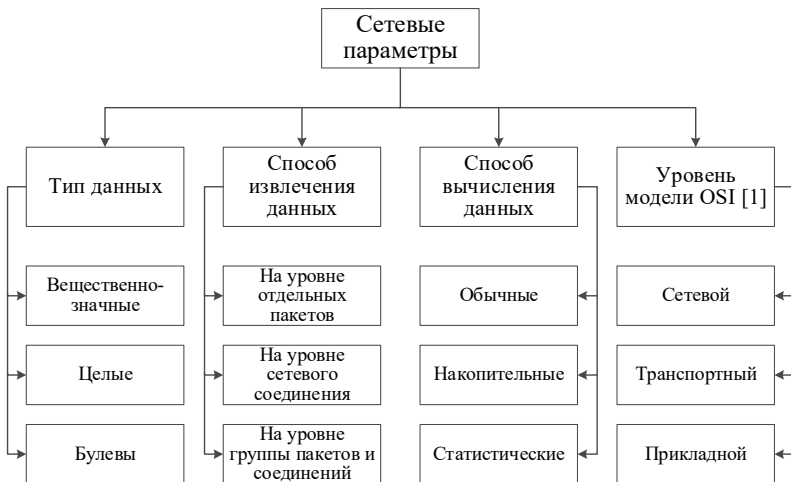 Сетевые
параметры
Тип данных
Способ
извлечения
данных
Способ
вычисления
данных
Уровень
модели OSI [1]
Вещественно-
значные
На уровне
отдельных
пакетов
Обычные
Сетевой
Целые
На уровне
сетевого
соединения
Накопительные
Транспортный
Булевы
На уровне
группы пакетов и
соединений
Статистические
Прикладной